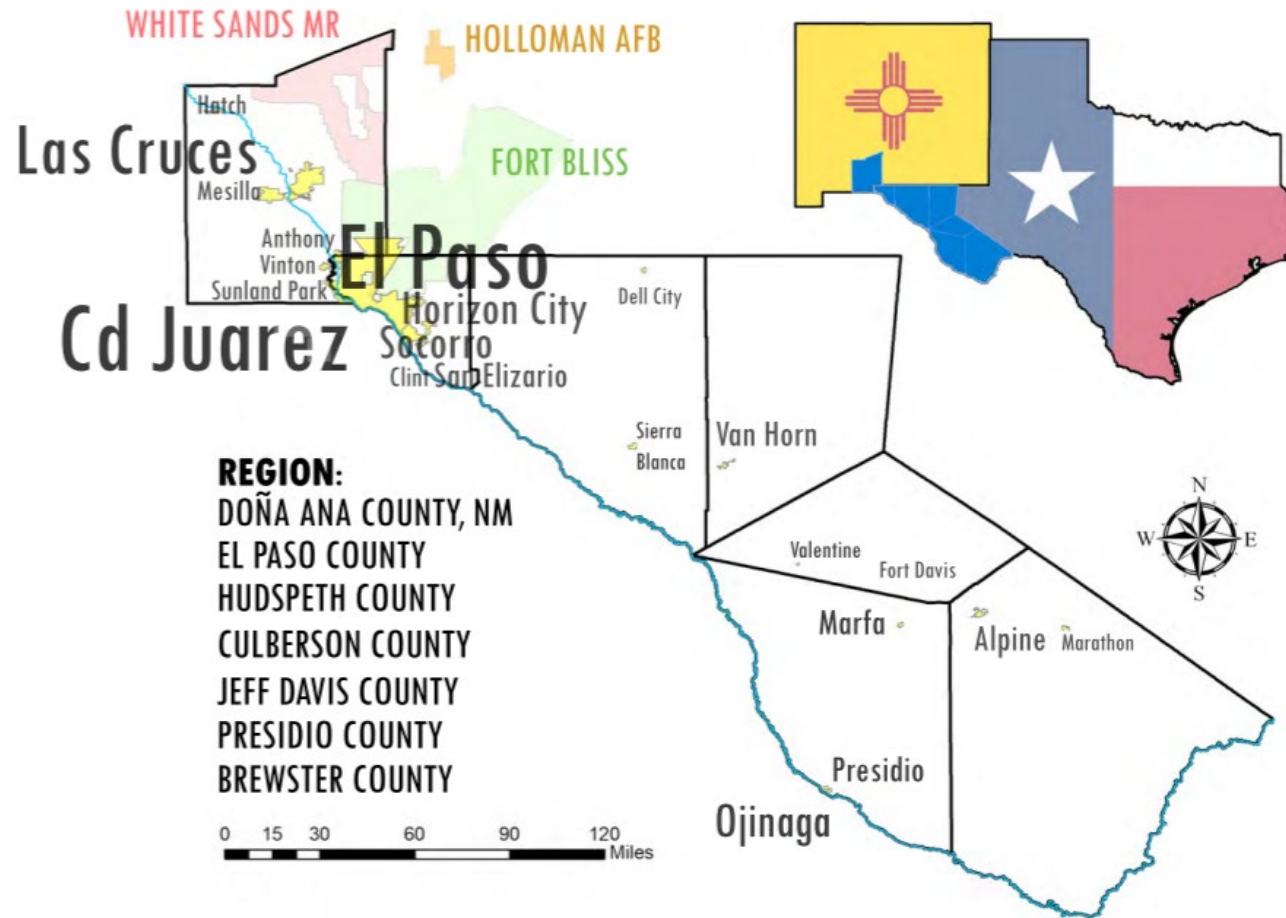 WHITE SANDS MR
HOLLOMAN AFB
Hatch
Las Cruces
FORT BLISS
Mesilla
Anthony
El Paso
Vinton
Sunland Park
Dell City
Horizon City
Cd Juarez
Socorro
Clint
San Elizario
Sierra
Blanca
Van Horn
REGION:
DOÑA ANA COUNTY, NM
EL PASO COUNTY
HUDSPETH COUNTY
CULBERSON COUNTY
JEFF DAVIS COUNTY
PRESIDIO COUNTY
BREWSTER COUNTY
N
W E
S
Valentine
Fort Davis
Marfa
Alpine
Marathon
Presidio
Ojinaga
0 15 30 60 90 120
Miles